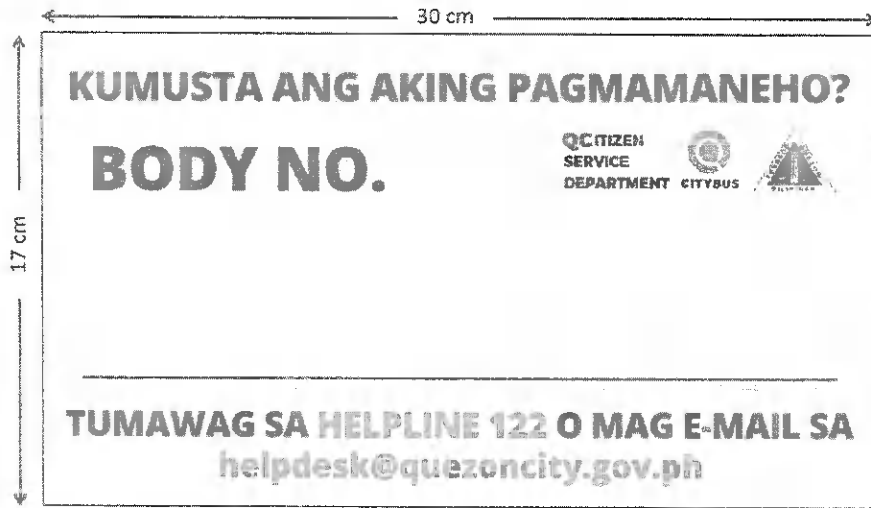 30 cm
17 cm
KUMUSTA ANG AKING PAGMAMANEHO?
BODY NO.
QCITIZEN
SERVICE
DEPARTMENT
CITYBUS
TUMAWAG SA HELPLINE 122 O MAG E-MAIL SA
helpdesk@quezoncity.gov.ph